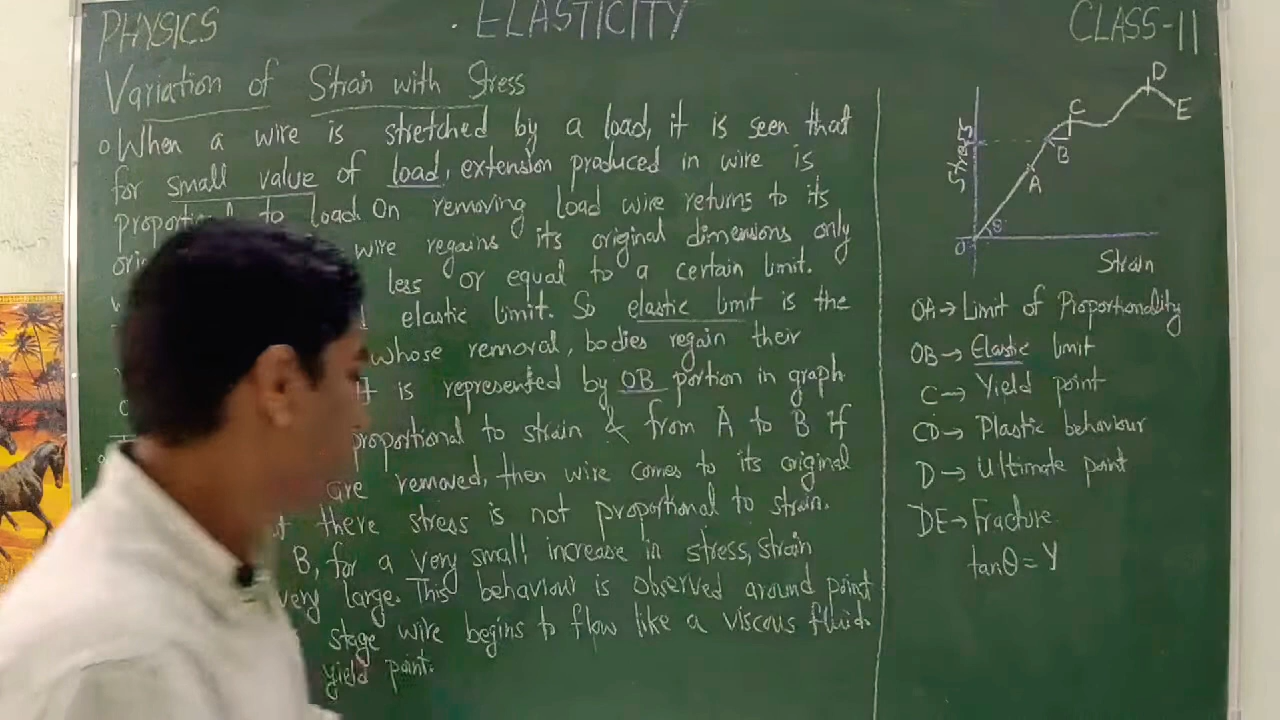 PHYSICS
ELASTICITY
CLASS-11
Variation of Strain with Stress
When a wire is stretched by a load, it is seen that
for small value of load, extension produced in wire is
proportional to load. On removing load wire returns to its
wire regains its original dimensions only
less or equal to a certain limit.
elastic limit. So elastic limit is the
whose removal, bodies regain their
It is represented by OB portion in graph
proportional to strain & from A to B If
are removed, then wire comes to its original
there stress is not proportional to strain.
B, for a very small increase in stress, strain
very large. This behaviour is observed around point
stage wire begins to flow like a viscous fluid.
yield point.
D
E
C
B
A
Stress
θ
O
Strain
OA→ Limit of Proportionality
OB→ Elastic limit
C→ Yield point
CD→ Plastic behaviour
D→ Ultimate point
DE→ Fracture
tanθ = Y